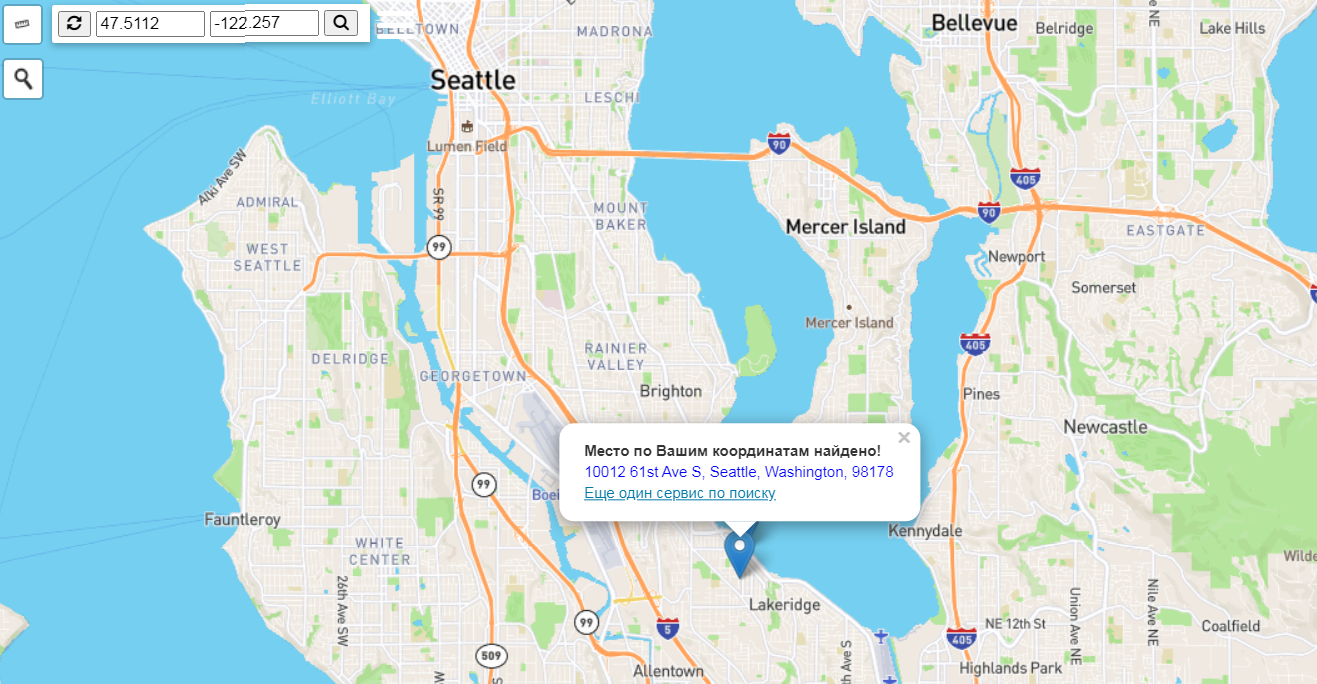 47.5112
-122.257
BELLTOWN
MADRONA
Bellevue
Belridge
NE
Lake Hills
Seattle
LESCHI
Elliott Bay
Lumen Field
90
405
Alki Ave SW
SR 99
ADMIRAL
MOUNT
BAKER
90
Mercer Island
EASTGATE
99
WEST
SEATTLE
Newport
Somerset
Mercer Island
405
DELRIDGE
RAINIER
VALLEY
GEORGETOWN
Brighton
Pines
Newcastle
Место по Вашим координатам найдено!
10012 61st Ave S, Seattle, Washington, 98178
Еще один сервис по поиску
×
99
Boei
Fauntleroy
Kennydale
WHITE
CENTER
Wilde
26th Ave SW
Lakeridge
Union Ave NE
Nile Ave NE
99
5
NE 12th St
Coalfield
405
509
Allentown
th Ave S
Highlands Park
S